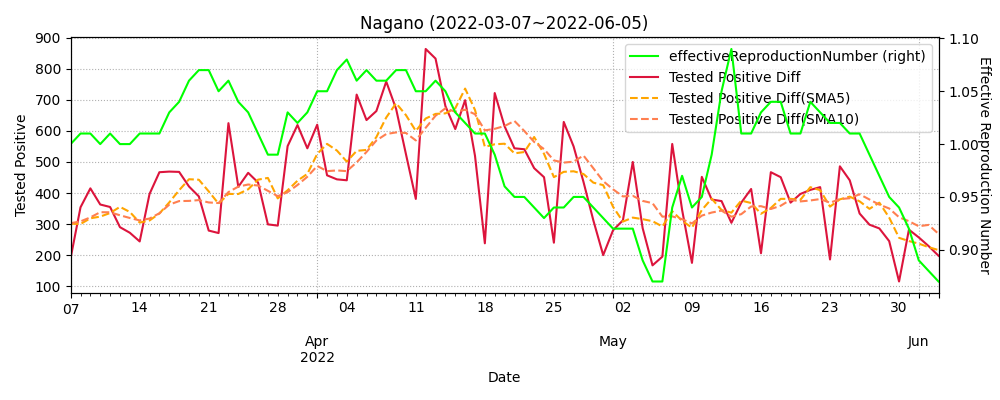 Nagano (2022-03-07~2022-06-05)
900
800
700
600
500
400
300
200
100
Tested Positive
1.10
1.05
1.00
0.95
0.90
Effective Reproduction Number
effectiveReproductionNumber (right)
Tested Positive Diff
Tested Positive Diff(SMA5)
Tested Positive Diff(SMA10)
07 14 21 28 04 11 18 25 02 09 16 23 30
Apr May Jun
2022
Date